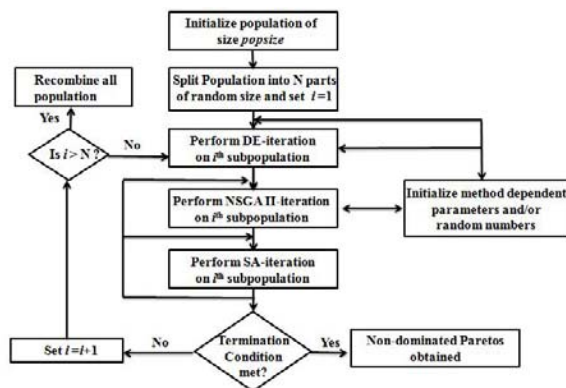 Initialize population of
size popsize
Recombine all
population
Split Population into N parts
of random size and set i=1
Yes
Is i> N ?
No
Perform DE-iteration
on iᵗʰ subpopulation
Perform NSGA II-iteration
on iᵗʰ subpopulation
Initialize method dependent
parameters and/or
random numbers
Perform SA-iteration
on iᵗʰ subpopulation
Set i=i+1
No
Termination
Condition
met?
Yes
Non-dominated Paretos
obtained